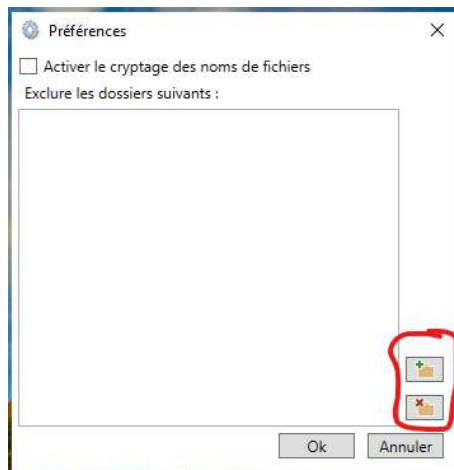 Préférences
Activer le cryptage des noms de fichiers
Exclure les dossiers suivants :
Ok
Annuler